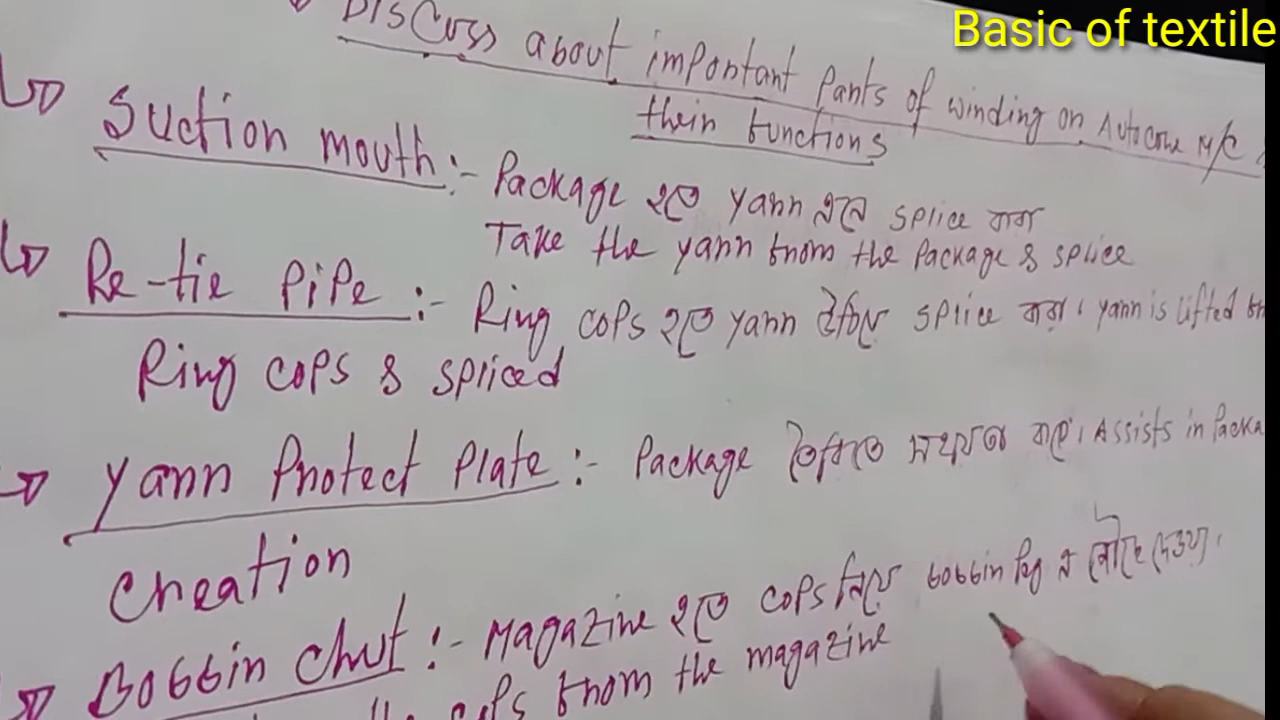 Basic of textile
Discuss about important parts of winding on Autocone M/C
their functions
Suction mouth :- Package হতে yarn এনে splice করা
Take the yarn from the package & splice
Re-tie pipe :- Ring cops হতে yarn উঠিয়ে splice করা। yarn is lifted
Ring cops & spliced
Yarn Protect Plate :- Package তৈরিতে সহায়তা করে। Assists in Packa
creation
Bobbin Chut :- Magazine হতে cops নিয়ে bobbin peg এ পৌছে দেওয়া।
the cops from the magazine